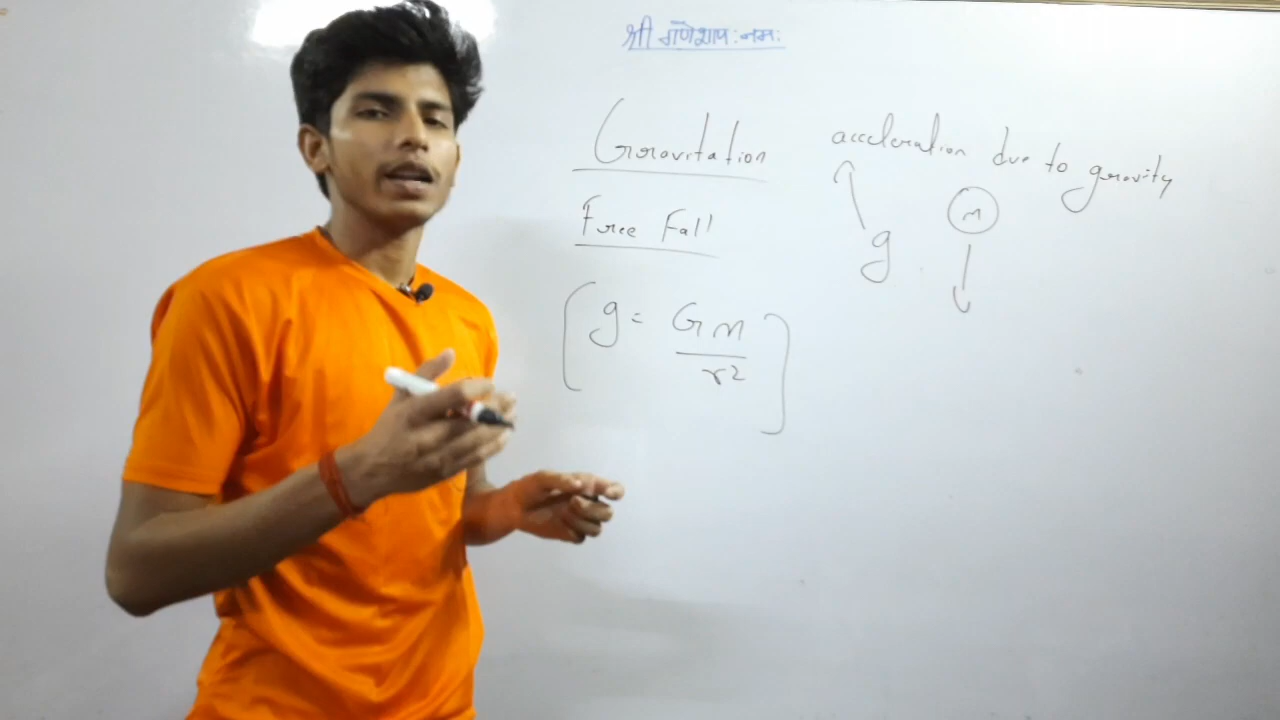 श्री गणेशाय :नम:
Gravitation
acceleration due to gravity
Free Fall
g
m
g = GM / r2